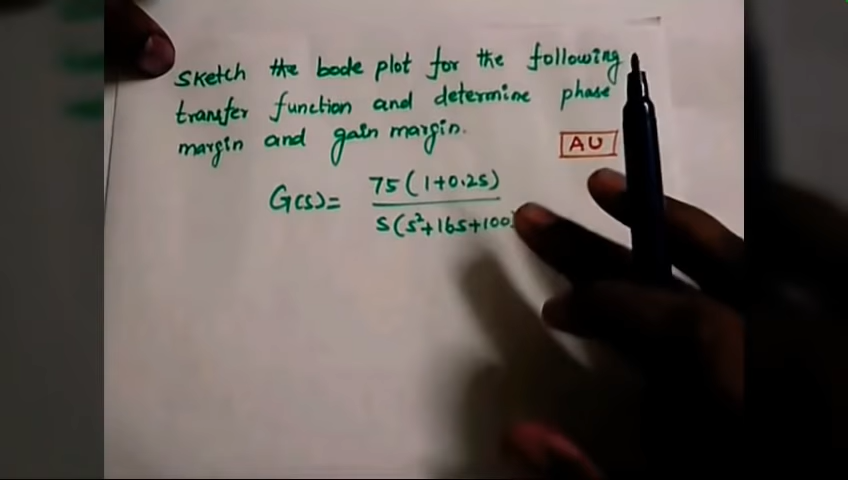 Sketch the bode plot for the following
transfer function and determine phase
margin and gain margin.
AU
G(s)= 75(1+0.2s)
s(s²+16s+100)